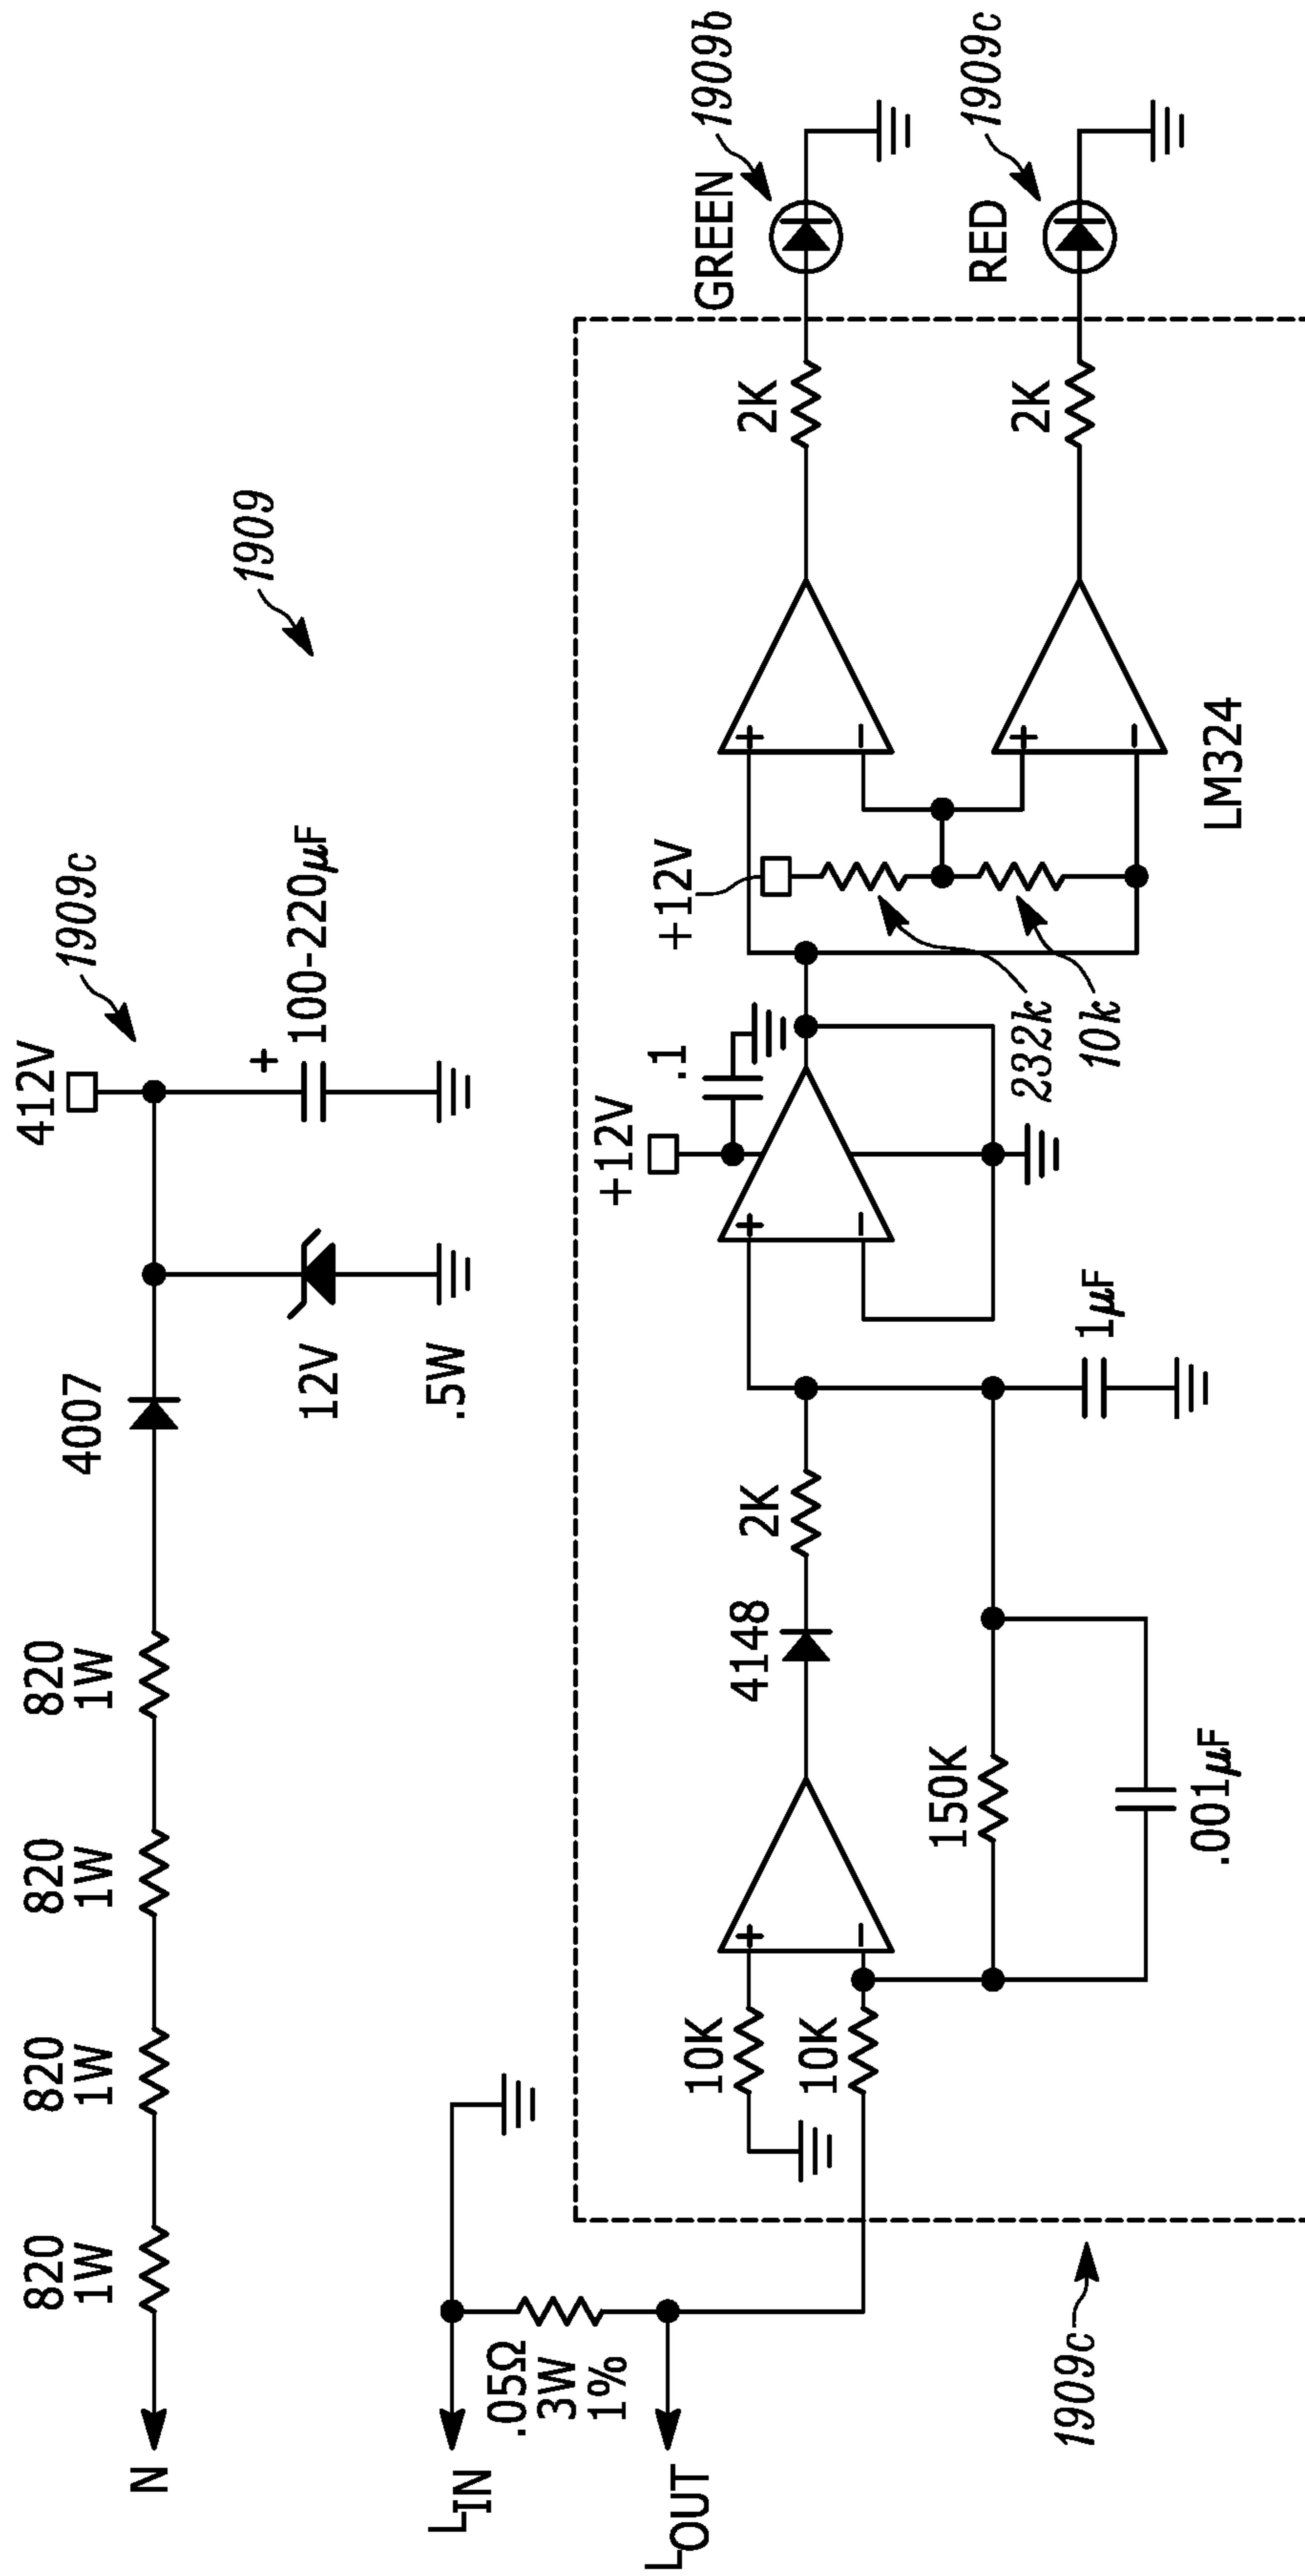 N
820
1W
820
1W
820
1W
820
1W
4007
412V
1909c
12V
.5W
+
100-220µF
1909
L_IN
.05Ω
3W
1%
L_OUT
1909c
10K
10K
+
−
4148
2K
150K
.001µF
1µF
+12V
.1
+
−
+12V
232k
10k
+
−
+
−
LM324
2K
2K
GREEN
1909b
RED
1909c